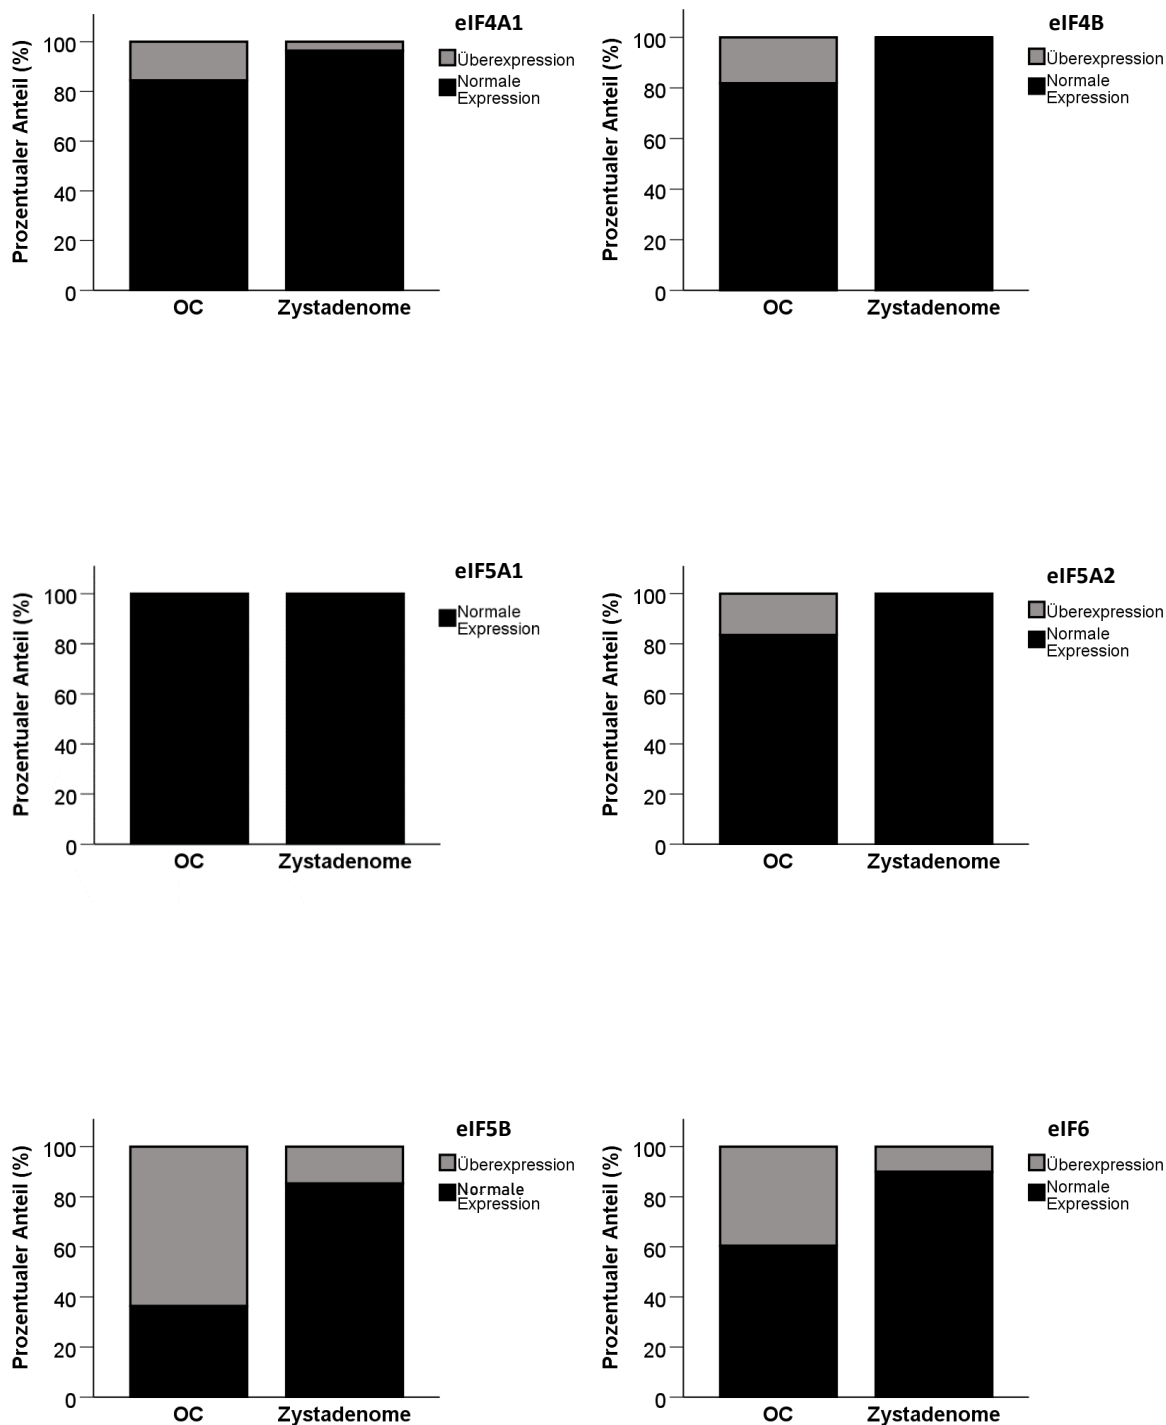 eIF4A1
Überexpression
Normale
Expression
Prozentualer Anteil (%)
100
80
60
40
20
0
OC
Zystadenome
eIF4B
Überexpression
Normale
Expression
Prozentualer Anteil (%)
100
80
60
40
20
0
OC
Zystadenome
eIF5A1
Normale
Expression
Prozentualer Anteil (%)
100
80
60
40
20
0
OC
Zystadenome
eIF5A2
Überexpression
Normale
Expression
Prozentualer Anteil (%)
100
80
60
40
20
0
OC
Zystadenome
eIF5B
Überexpression
Normale
Expression
Prozentualer Anteil (%)
100
80
60
40
20
0
OC
Zystadenome
eIF6
Überexpression
Normale
Expression
Prozentualer Anteil (%)
100
80
60
40
20
0
OC
Zystadenome